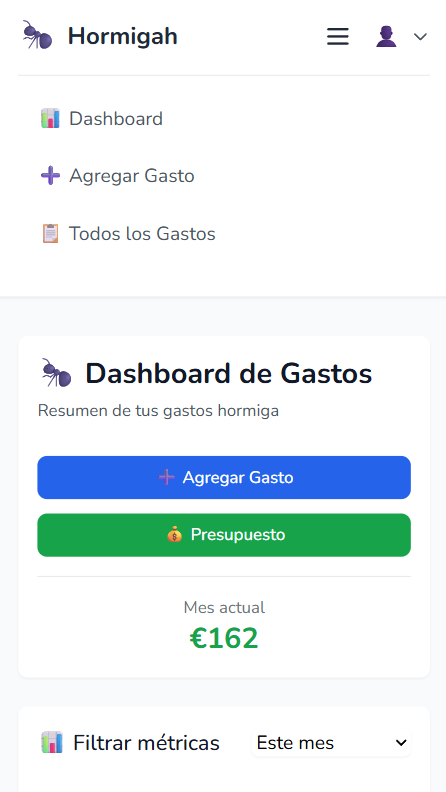 Hormigah
Dashboard
Agregar Gasto
Todos los Gastos
Dashboard de Gastos
Resumen de tus gastos hormiga
Agregar Gasto
Presupuesto
Mes actual
€162
Filtrar métricas
Este mes